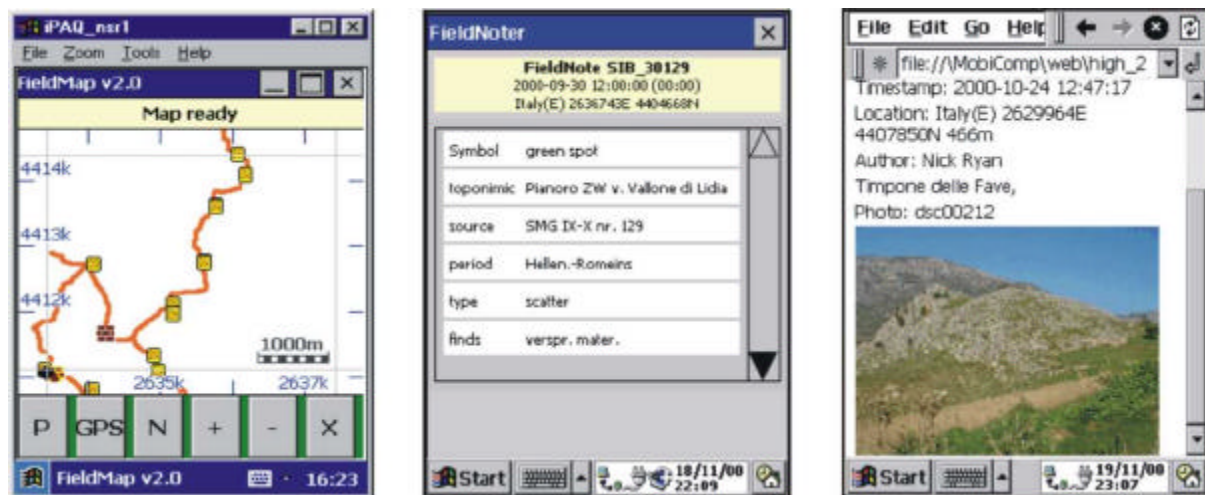 iPAQ_nsr1
File Zoom Tools Help
FieldMap v2.0
Map ready
4414k
4413k
4412k
1000m
2635k
2637k
P GPS N + - X
FieldMap v2.0
16:23
FieldNoter
FieldNote SIB_30129
2000-09-30 12:00:00 (00:00)
Italy(E) 2636743E 4404668N
Symbol green spot
toponimic Pianoro ZW v. Vallone di Lidia
source SMG IX-X nr. 129
period Hellen.-Romeins
type scatter
finds verspr. mater.
Start
18/11/00
22:09
File Edit Go Help
file://\MobiComp\web\high_2
Timestamp: 2000-10-24 12:47:17
Location: Italy(E) 2629964E
4407850N 466m
Author: Nick Ryan
Timpone delle Fave,
Photo: dsc00212
Start
19/11/00
23:07